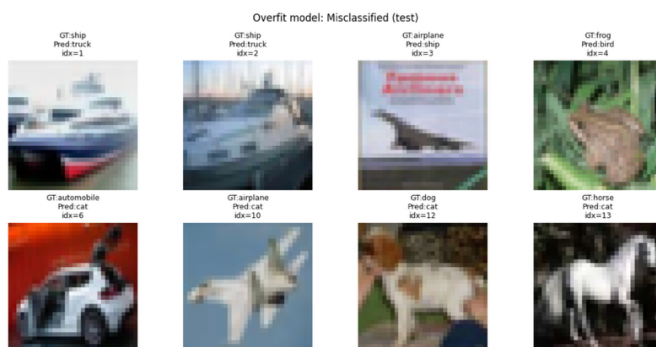 Overfit model: Misclassified (test)
GT:ship
Pred:truck
idx=1
GT:ship
Pred:truck
idx=2
GT:airplane
Pred:ship
idx=3
GT:frog
Pred:bird
idx=4
GT:automobile
Pred:cat
idx=6
GT:airplane
Pred:cat
idx=10
GT:dog
Pred:cat
idx=12
GT:horse
Pred:cat
idx=13